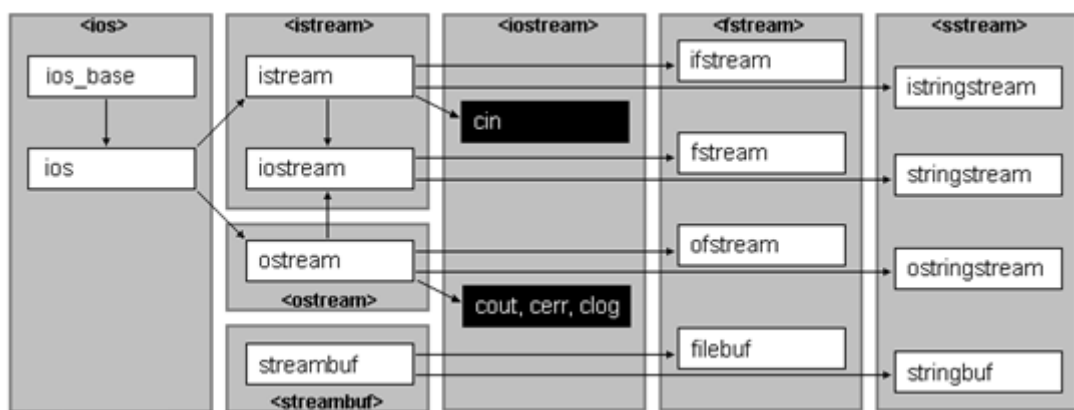 <ios>
ios_base
ios
<istream>
istream
iostream
ostream
<ostream>
streambuf
<streambuf>
<iostream>
cin
cout, cerr, clog
<fstream>
ifstream
fstream
ofstream
filebuf
<sstream>
istringstream
stringstream
ostringstream
stringbuf